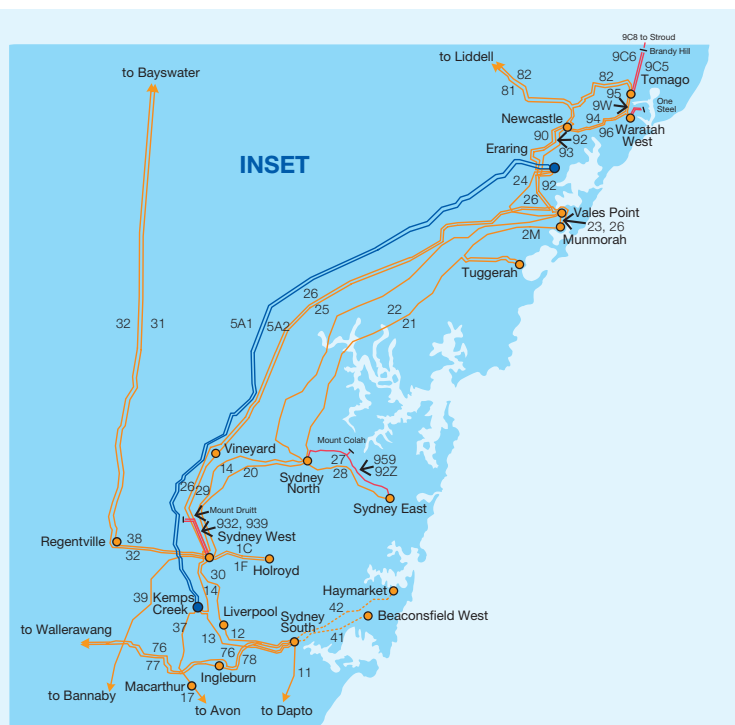 9C8 to Stroud
Brandy Hill
9C6
9C5
to Liddell
82
81
82
Tomago
to Bayswater
95
9W
One
Steel
Newcastle
94
96
Waratah
West
90
92
93
Eraring
INSET
24
92
26
Vales Point
23, 26
Munmorah
2M
Tuggerah
26
25
22
21
32
31
5A1
5A2
Mount Colah
Vineyard
14
20
27
28
959
92Z
Sydney
North
Sydney East
26
29
Mount Druitt
932, 939
Sydney West
Regentville
38
32
1C
1F
Holroyd
30
14
39
Kemps
Creek
Haymarket
42
Liverpool
Sydney
South
Beaconsfield West
41
to Wallerawang
37
13
12
76
77
76
78
11
Ingleburn
Macarthur
17
to Bannaby
to Avon
to Dapto